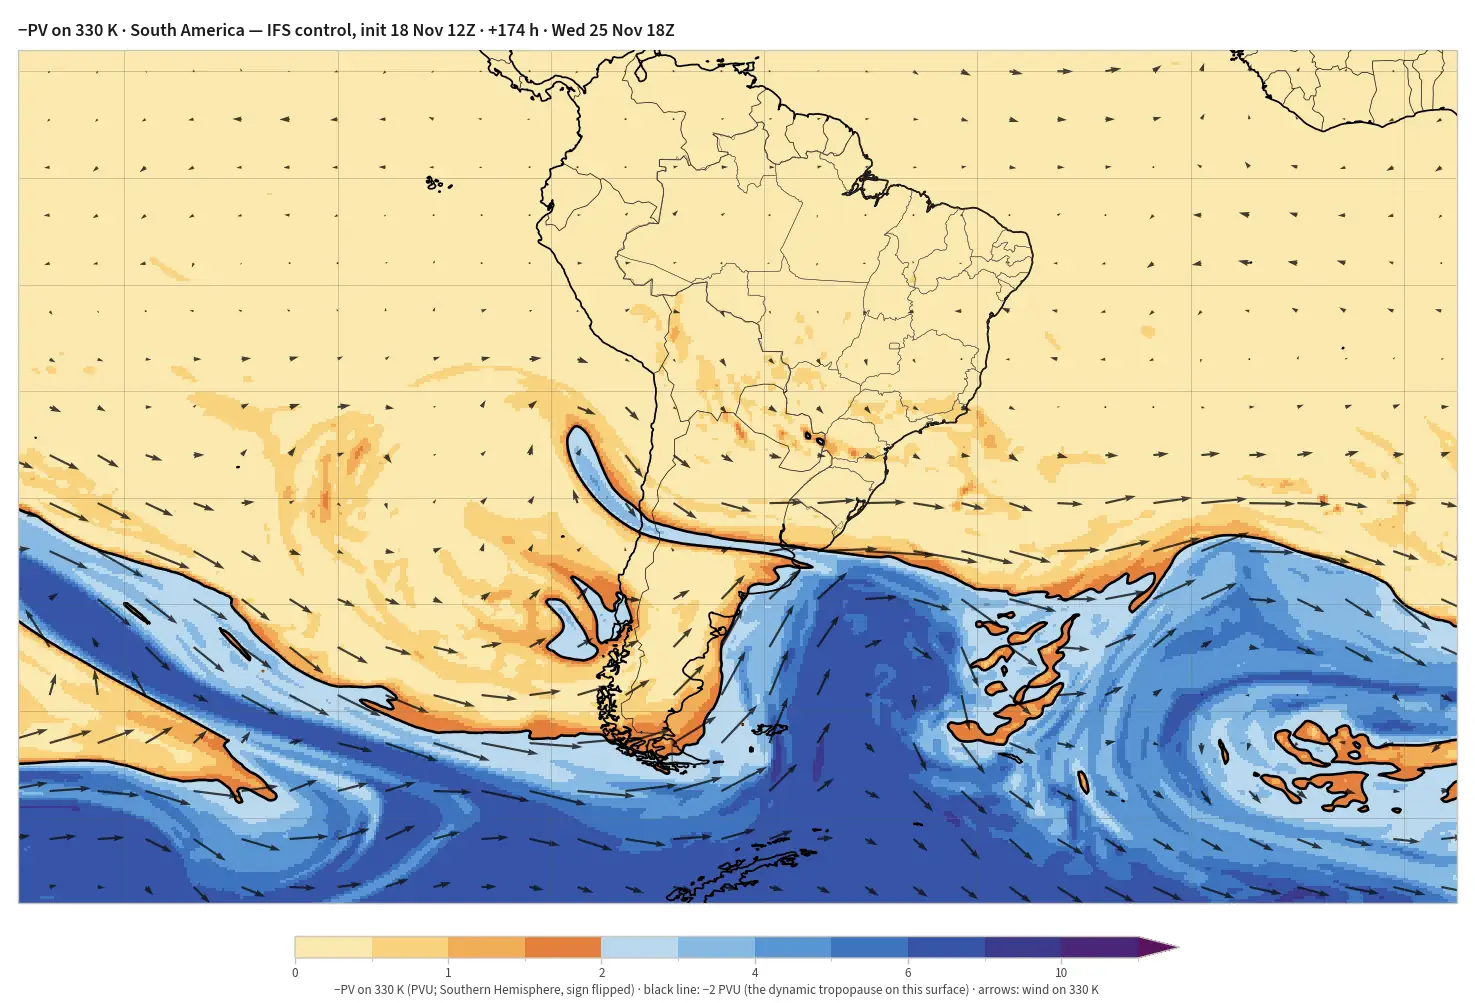 −PV on 330 K · South America — IFS control, init 18 Nov 12Z · +174 h · Wed 25 Nov 18Z
0 1 2 4 6 10
−PV on 330 K (PVU; Southern Hemisphere, sign flipped) · black line: −2 PVU (the dynamic tropopause on this surface) · arrows: wind on 330 K